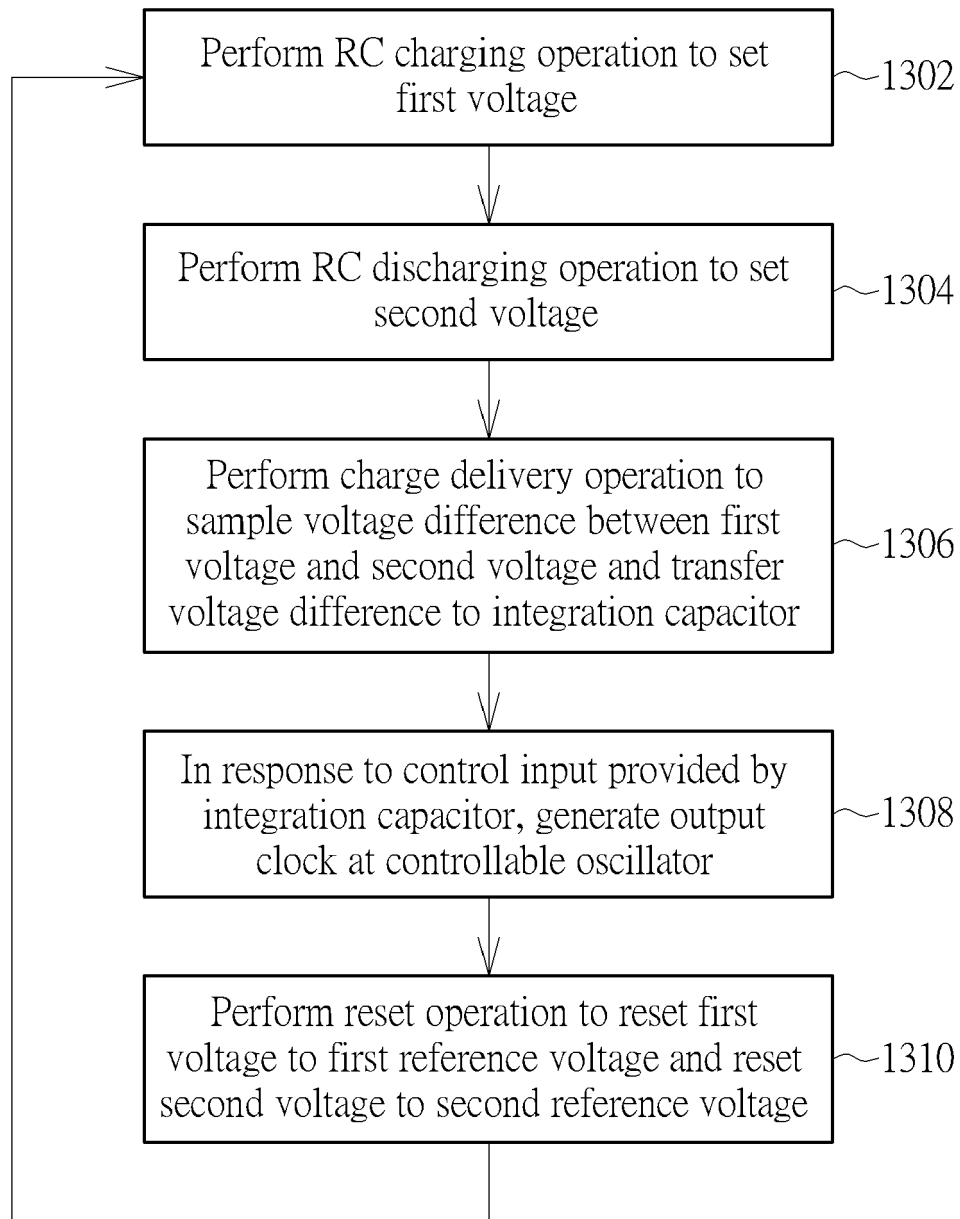 Perform RC charging operation to set
first voltage
1302
Perform RC discharging operation to set
second voltage
1304
Perform charge delivery operation to
sample voltage difference between first
voltage and second voltage and transfer
voltage difference to integration capacitor
1306
In response to control input provided by
integration capacitor, generate output
clock at controllable oscillator
1308
Perform reset operation to reset first
voltage to first reference voltage and reset
second voltage to second reference voltage
1310